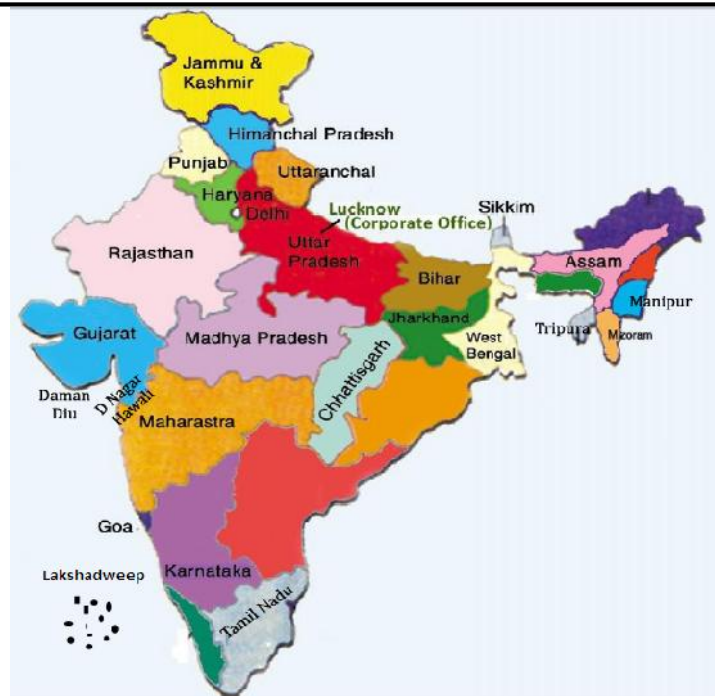 Jammu &
Kashmir
Himanchal Pradesh
Punjab
Uttaranchal
Haryana
Delhi
Lucknow
(Corporate Office)
Sikkim
Rajasthan
Uttar
Pradesh
Assam
Bihar
Manipur
Gujarat
Madhya Pradesh
Jharkhand
West
Bengal
Tripura
Mizoram
Chhattisgarh
Daman
Diu
D Nagar
Hawali
Maharastra
Goa
Karnataka
Lakshadweep
Tamil Nadu